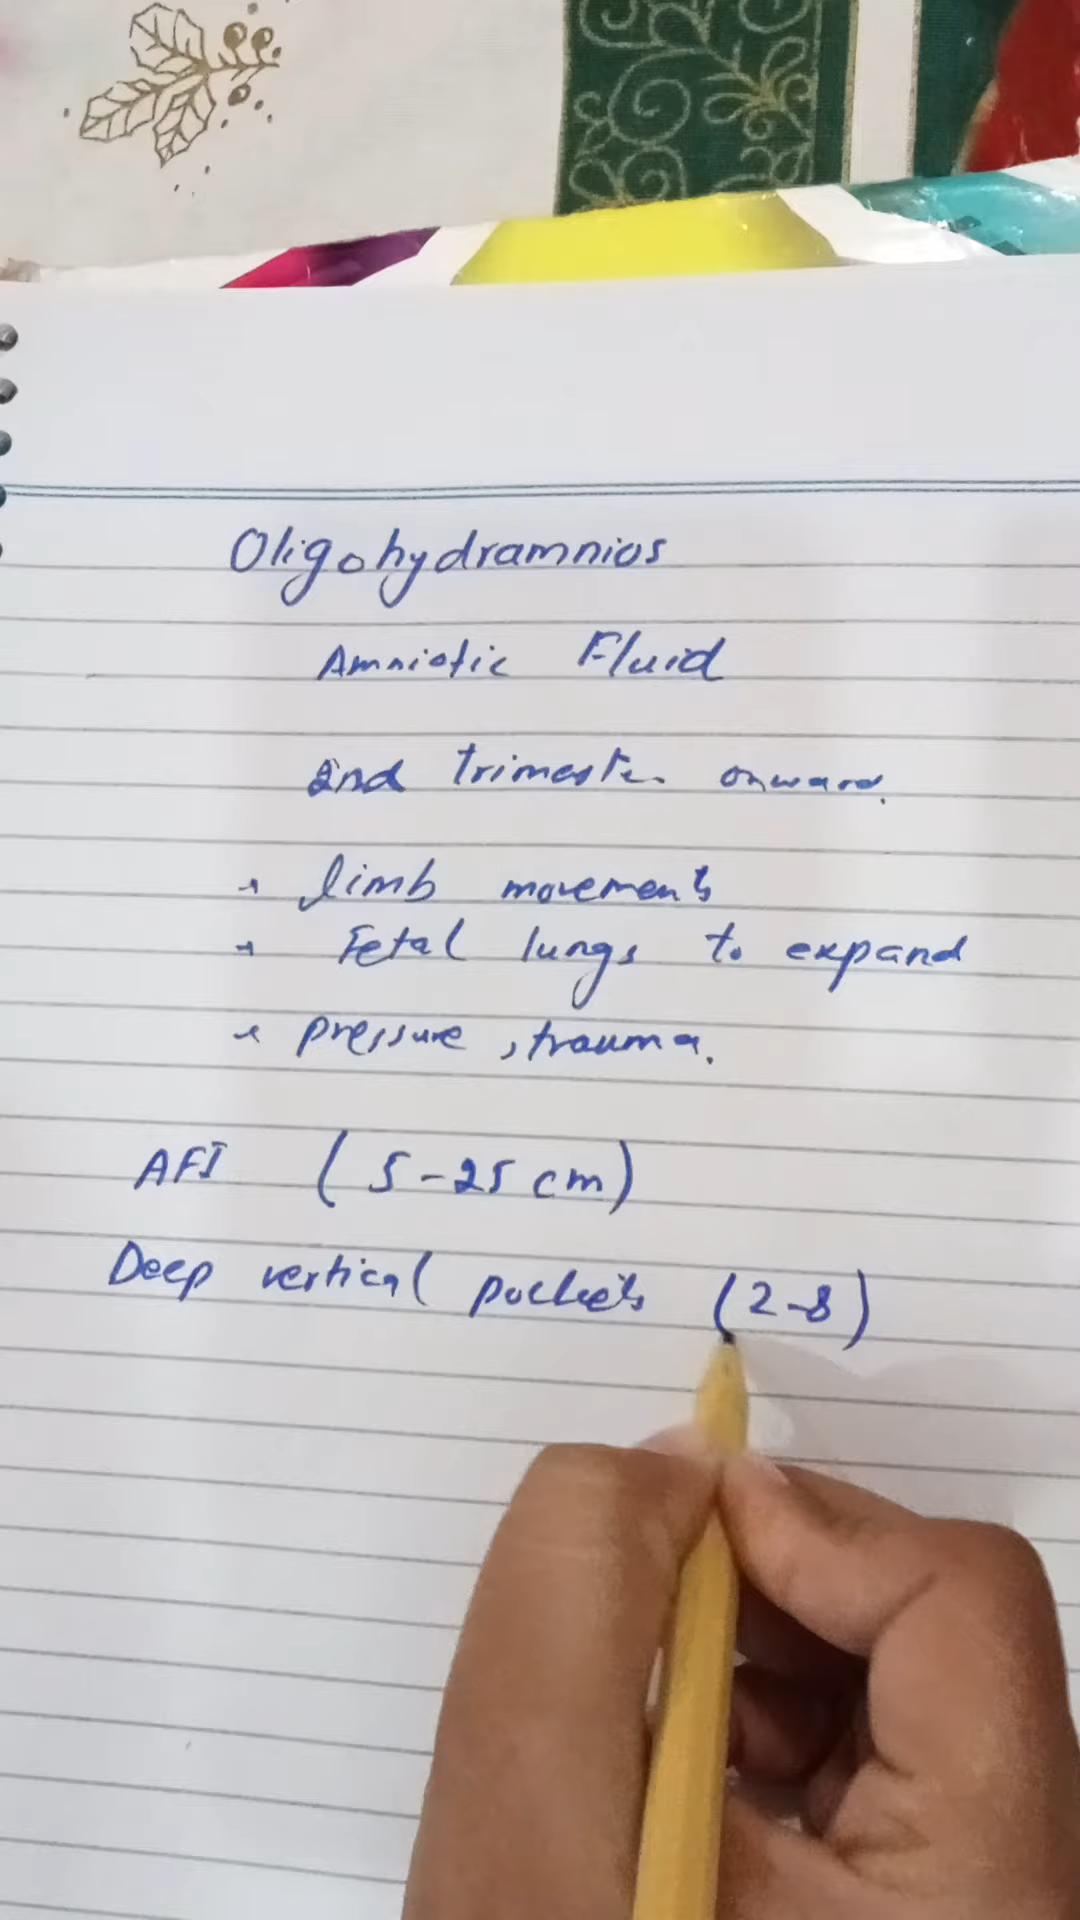 Oligohydramnios
Amniotic Fluid
2nd trimester onward.
limb movements
Fetal lungs to expand
pressure, trauma.
AFI (5-25 cm)
Deep vertical pockets (2-8)